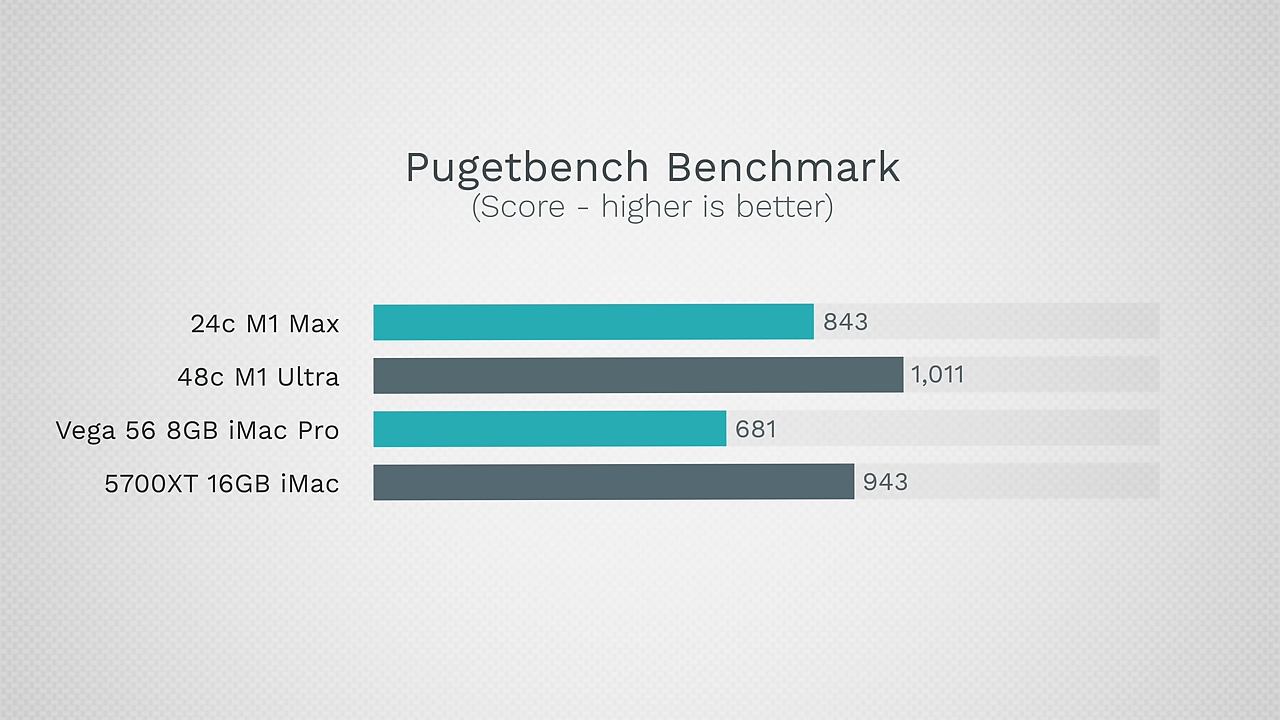 Pugetbench Benchmark
(Score - higher is better)
24c M1 Max 843
48c M1 Ultra 1,011
Vega 56 8GB iMac Pro 681
5700XT 16GB iMac 943